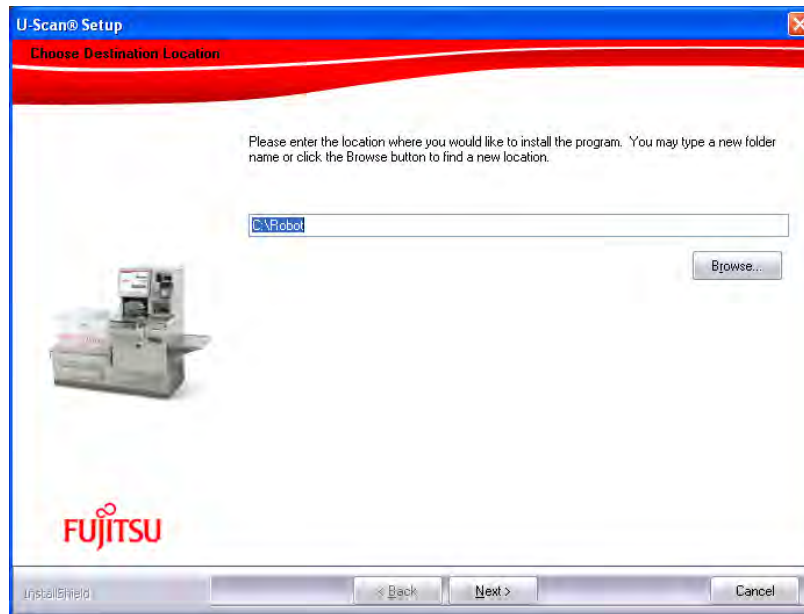 U-Scan® Setup
Choose Destination Location
Please enter the location where you would like to install the program. You may type a new folder
name or click the Browse button to find a new location.
C:\Robot
Browse...
FUJITSU
InstallShield
< Back
Next >
Cancel